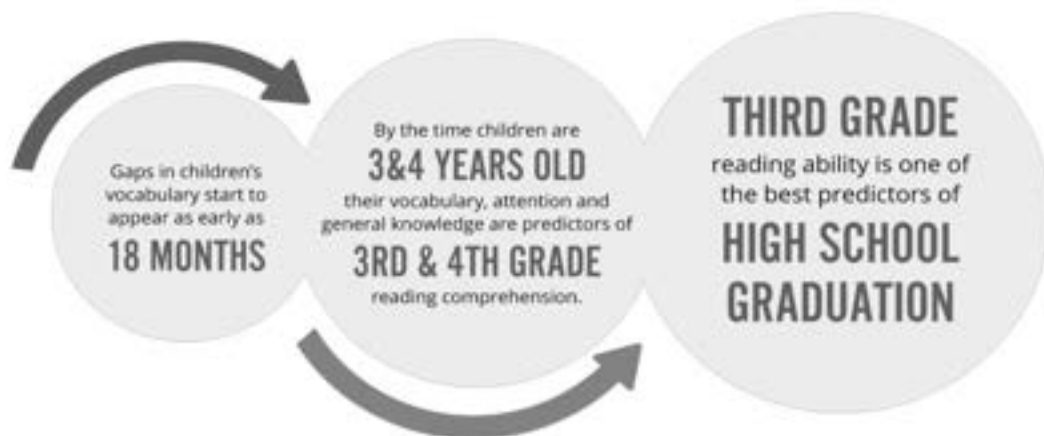 Gaps in children's
vocabulary start to
appear as early as
18 MONTHS
By the time children are
3&4 YEARS OLD
their vocabulary, attention and
general knowledge are predictors of
3RD & 4TH GRADE
reading comprehension.
THIRD GRADE
reading ability is one of
the best predictors of
HIGH SCHOOL
GRADUATION